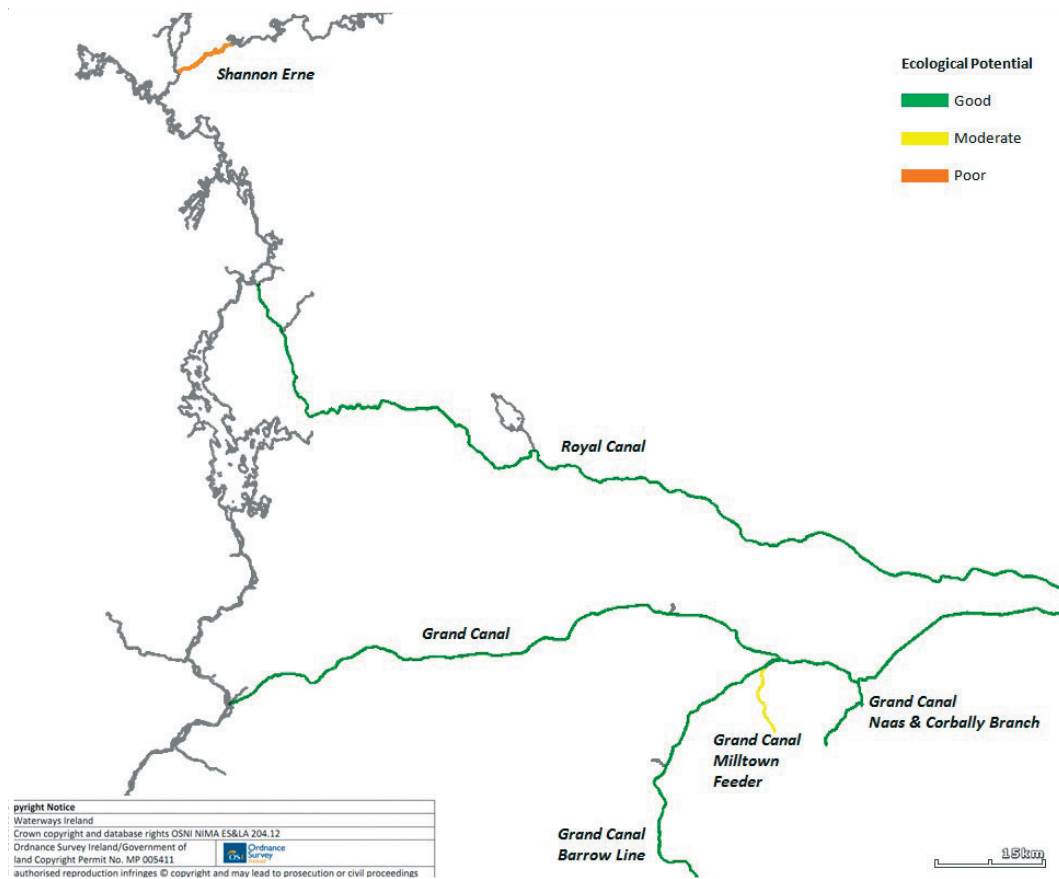 Shannon Erne
Ecological Potential
Good
Moderate
Poor
Royal Canal
Grand Canal
Grand Canal
Naas & Corbally Branch
Grand Canal
Milltown
Feeder
Grand Canal
Barrow Line
pyright Notice
Waterways Ireland
Crown copyright and database rights OSNI NIMA ES&LA 204.12
Ordnance Survey Ireland/Government of
land Copyright Permit No. MP 005411
OSi Ordnance
Survey
authorised reproduction infringes © copyright and may lead to prosecution or civil proceedings
15km